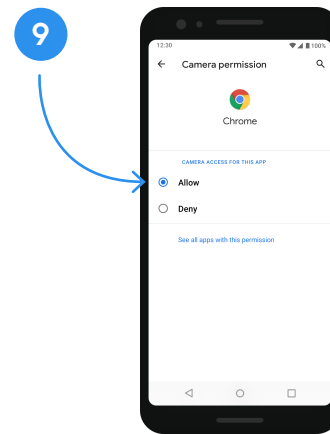 9
12:30
100%
Camera permission
Chrome
CAMERA ACCESS FOR THIS APP
Allow
Deny
See all apps with this permission